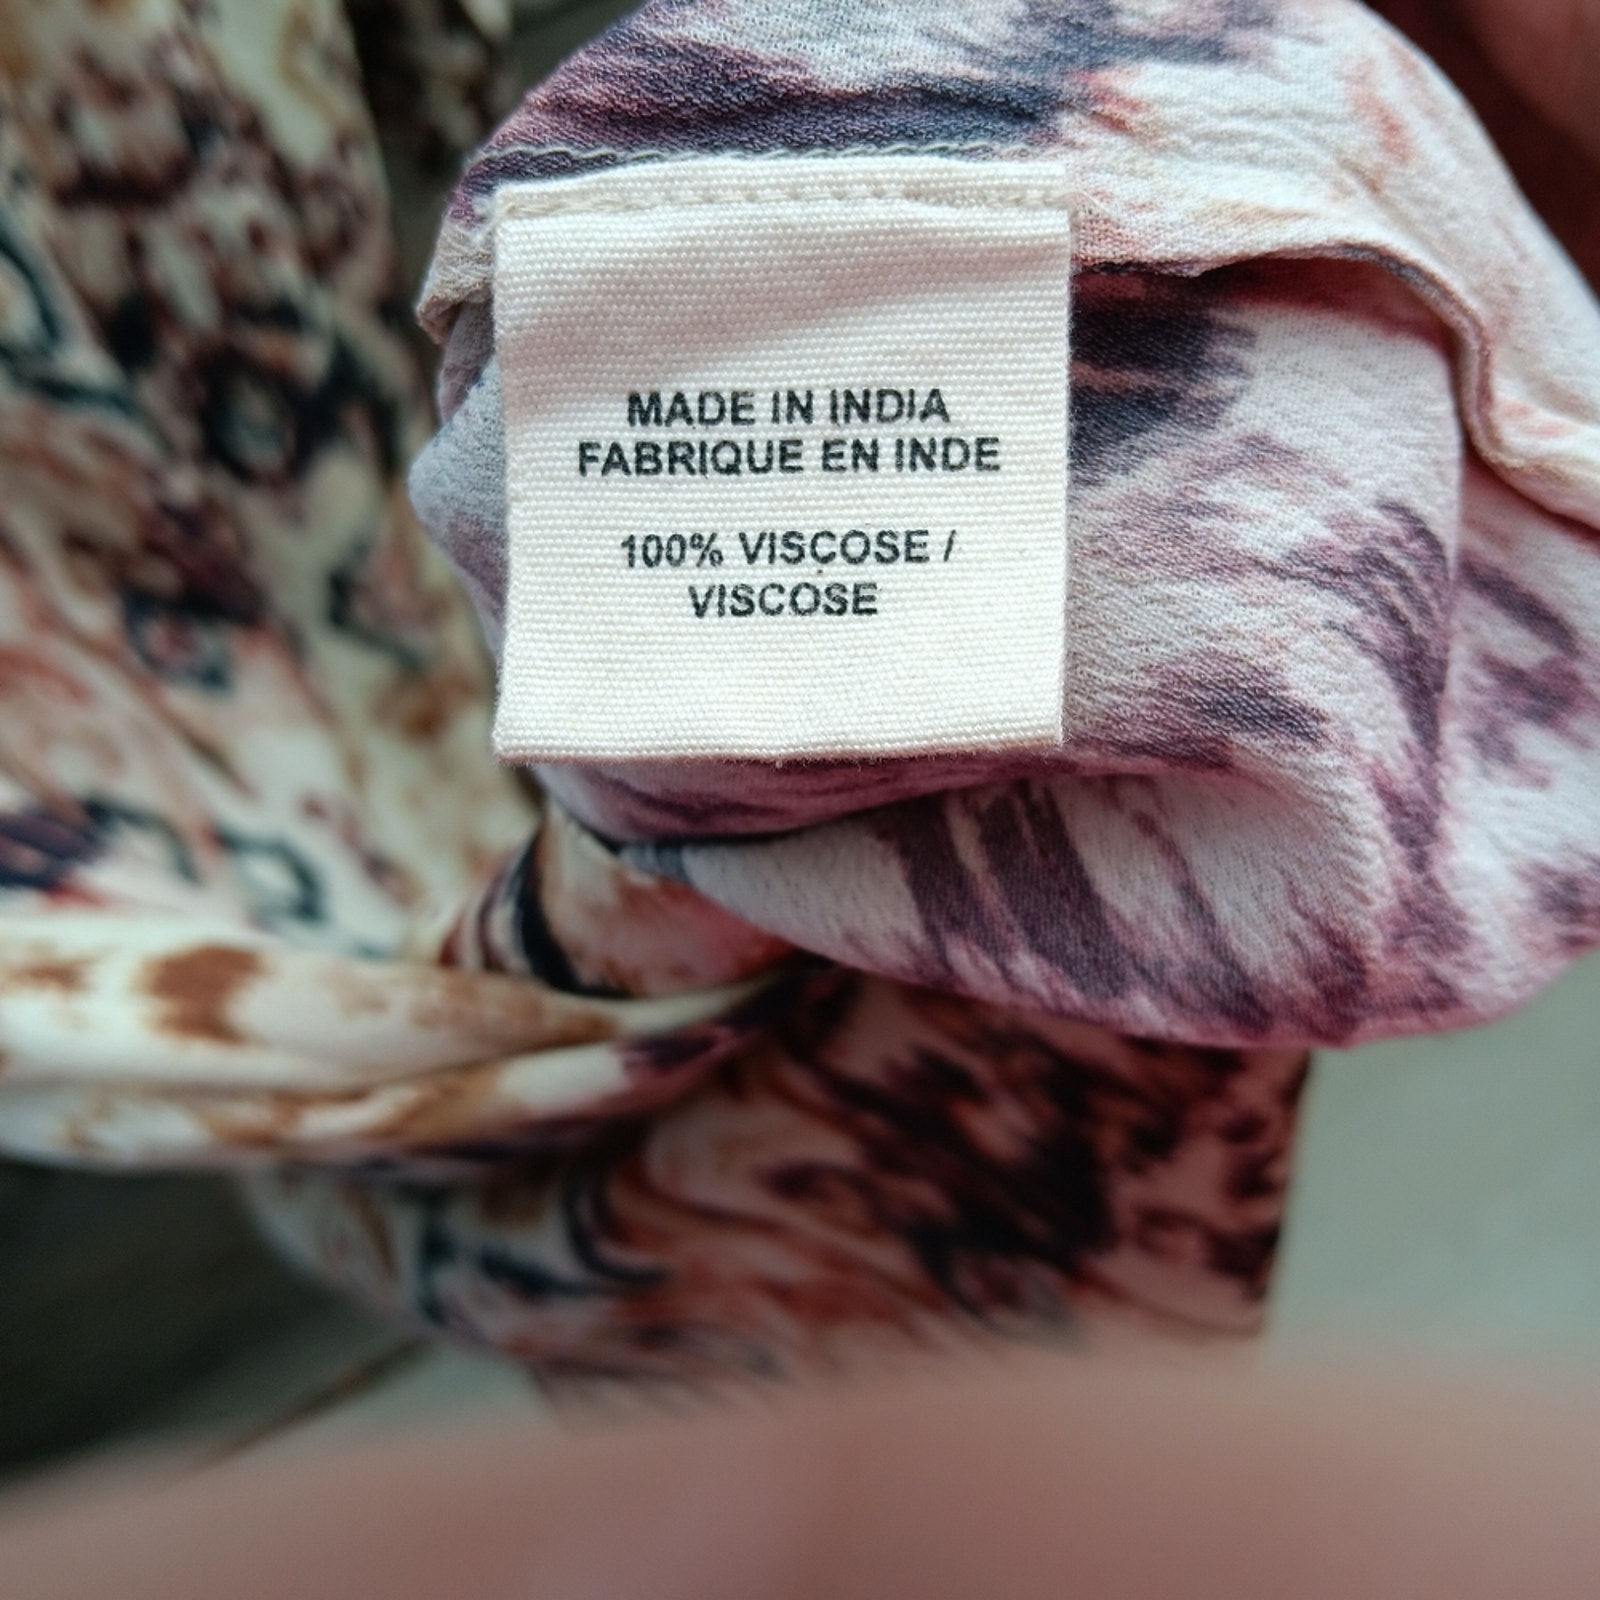 MADE IN INDIA
FABRIQUE EN INDE
100% VISCOSE /
VISCOSE